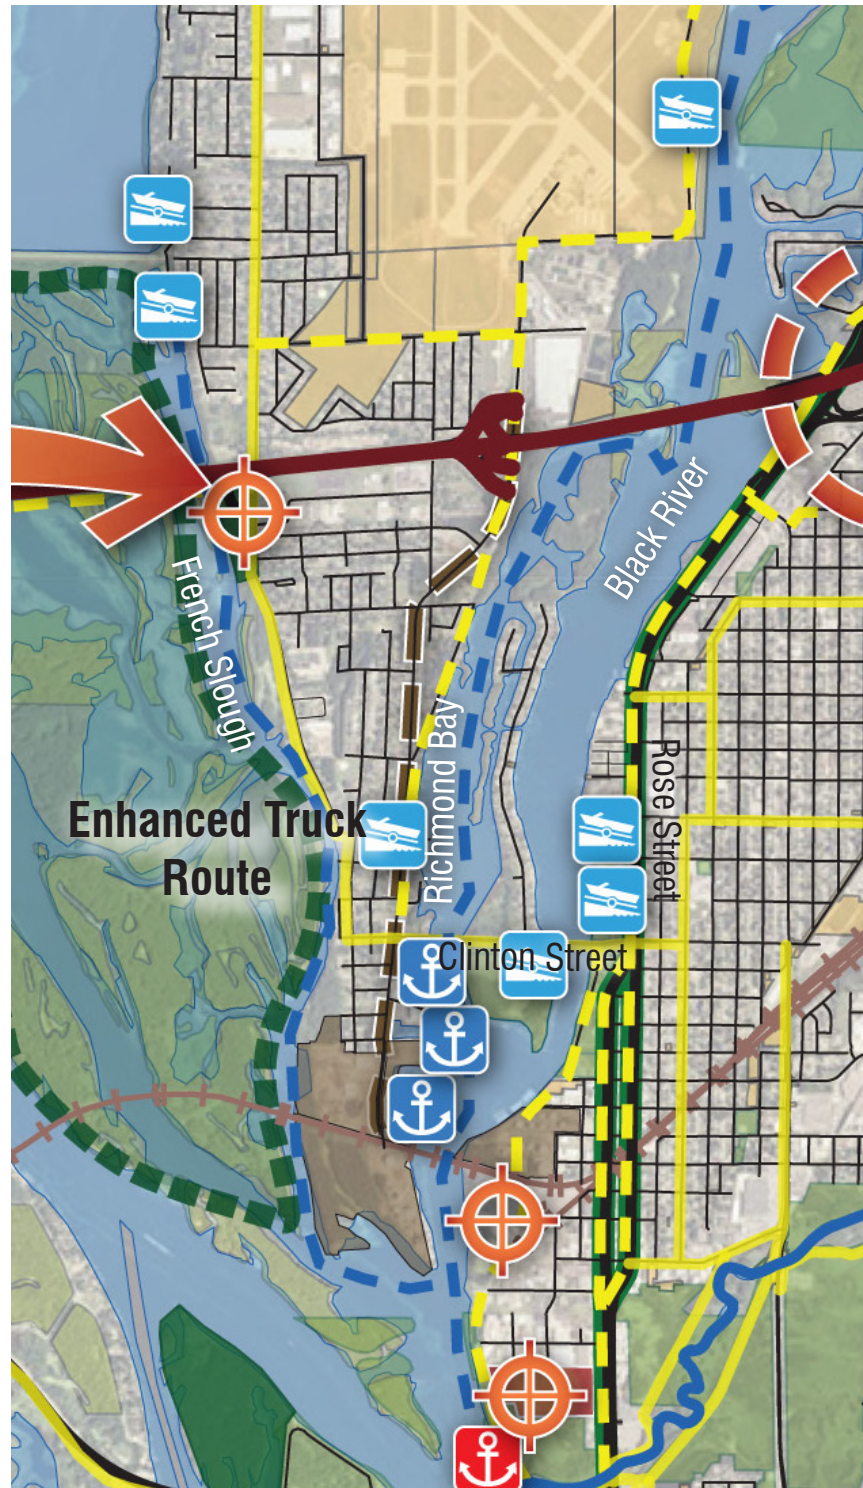 Black River
French Slough
Richmond Bay
Rose Street
Enhanced Truck
Route
Clinton Street